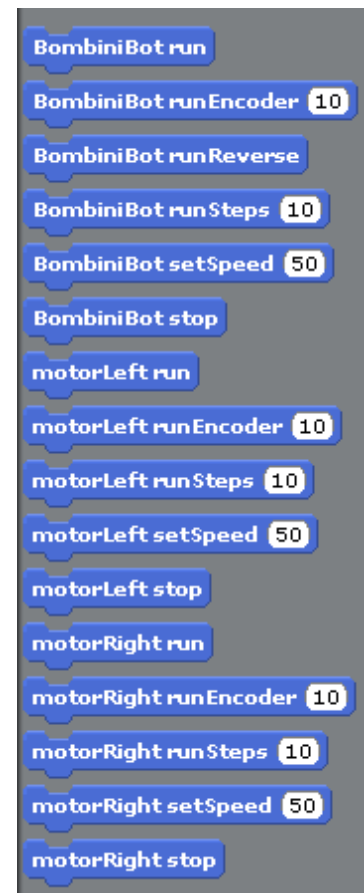 BombiniBot run
BombiniBot runEncoder 10
BombiniBot runReverse
BombiniBot runSteps 10
BombiniBot setSpeed 50
BombiniBot stop
motorLeft run
motorLeft runEncoder 10
motorLeft runSteps 10
motorLeft setSpeed 50
motorLeft stop
motorRight run
motorRight runEncoder 10
motorRight runSteps 10
motorRight setSpeed 50
motorRight stop